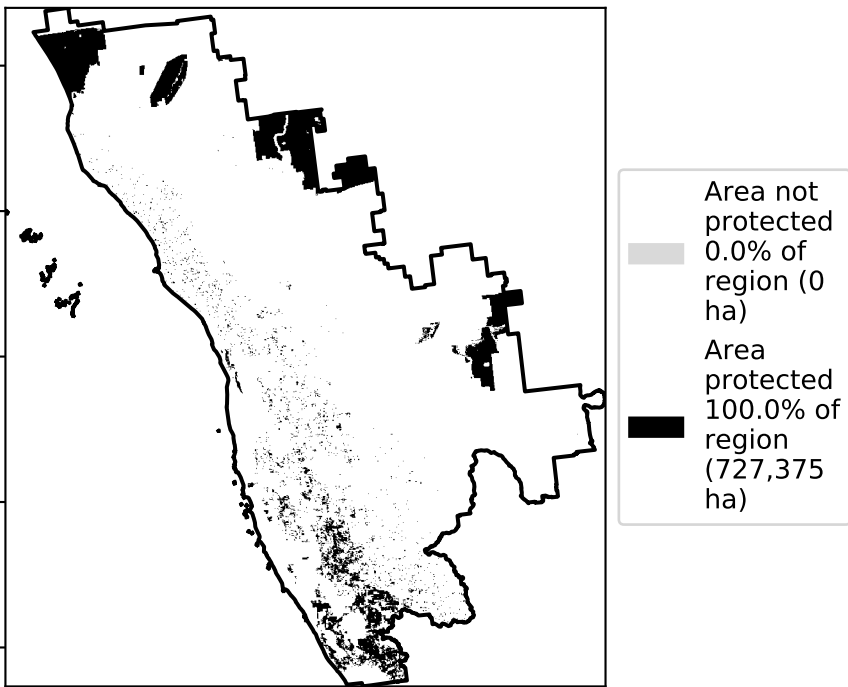 Area not
protected
0.0% of
region (0
ha)
Area
protected
100.0% of
region
(727,375
ha)